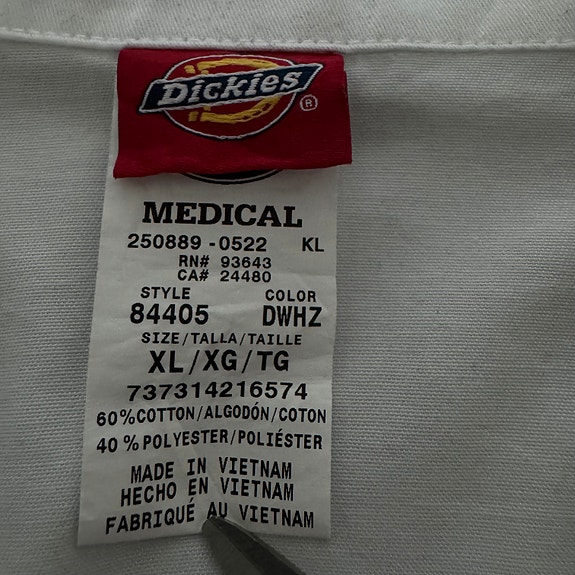 Dickies ®
MEDICAL
250889 - 0522 KL
RN# 93643
CA# 24480
STYLE COLOR
84405 DWHZ
SIZE/TALLA/TAILLE
XL/XG/TG
737314216574
60%COTTON/ALGODÓN/COTON
40 % POLYESTER/POLIÉSTER
MADE IN VIETNAM
HECHO EN VIETNAM
FABRIQUÉ AU VIETNAM